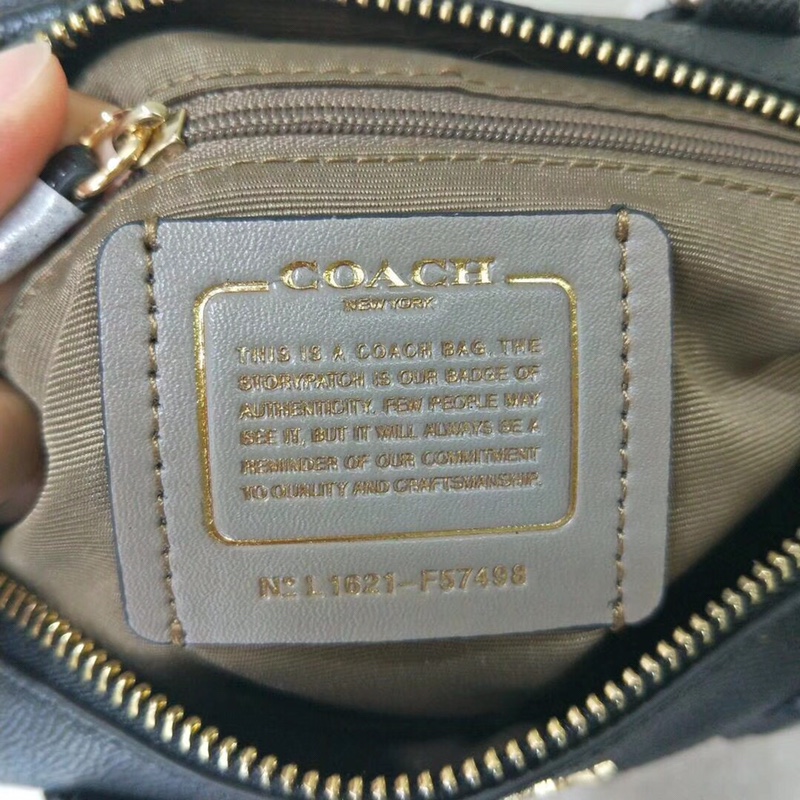 COACH
NEW YORK
THIS IS A COACH BAG. THE
STORYPATCH IS OUR BADGE OF
AUTHENTICITY. FEW PEOPLE MAY
SEE IT, BUT IT WILL ALWAYS BE A
REMINDER OF OUR COMMITMENT
TO QUALITY AND CRAFTSMANSHIP.
Nº L1621-F57498